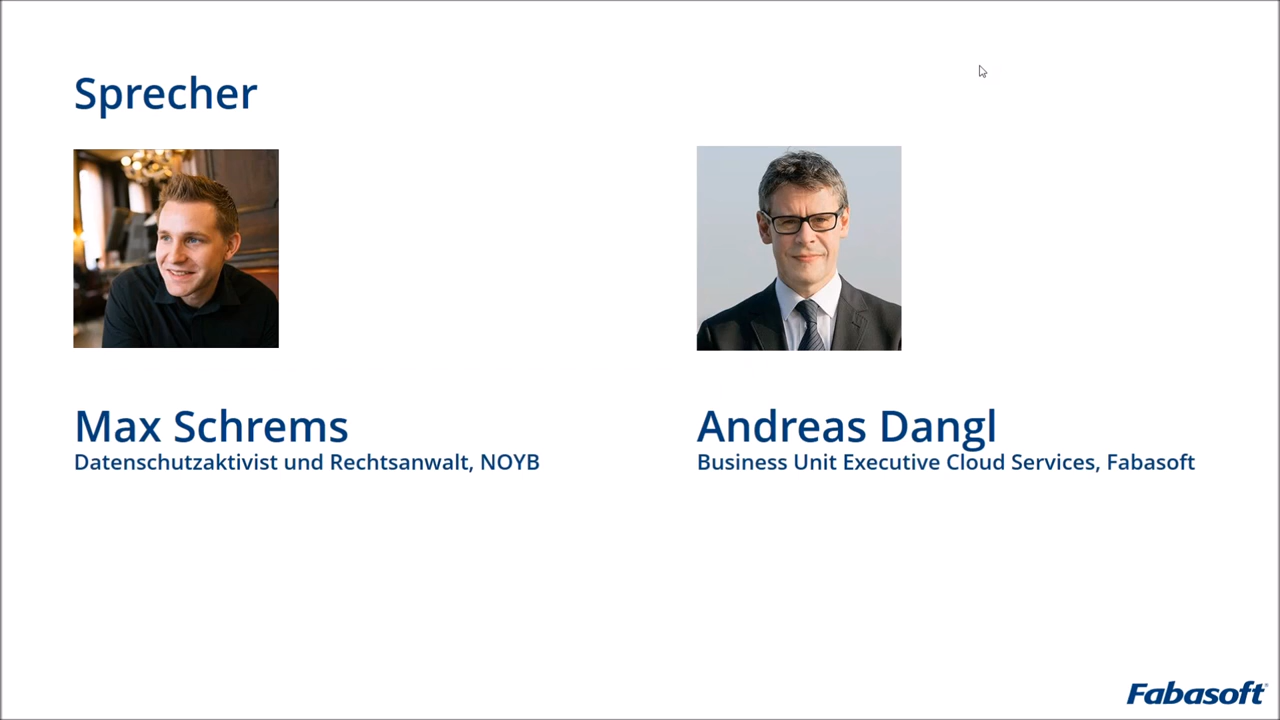 Sprecher
Max Schrems
Datenschutzaktivist und Rechtsanwalt, NOYB
Andreas Dangl
Business Unit Executive Cloud Services, Fabasoft
Fabasoft®